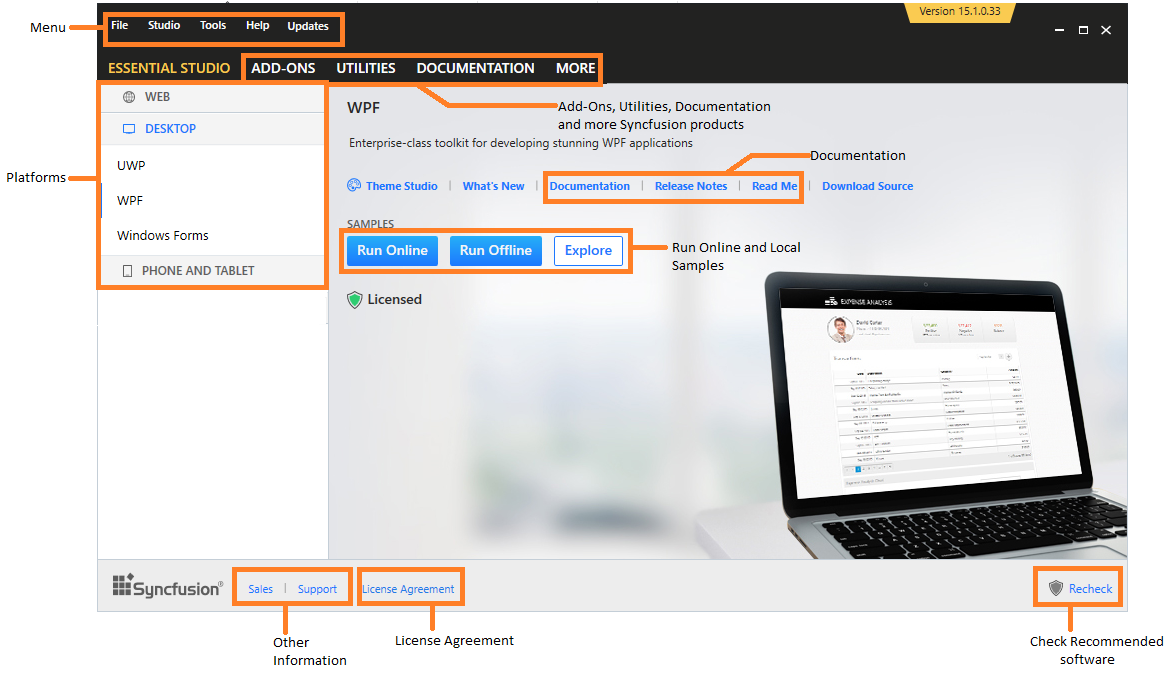 Version 15.1.0.33
Menu
File Studio Tools Help Updates
ESSENTIAL STUDIO ADD-ONS UTILITIES DOCUMENTATION MORE
WEB
DESKTOP
UWP
WPF
Windows Forms
PHONE AND TABLET
Platforms
WPF
Add-Ons, Utilities, Documentation
and more Syncfusion products
Enterprise-class toolkit for developing stunning WPF applications
Documentation
Theme Studio | What's New | Documentation | Release Notes | Read Me | Download Source
SAMPLES
Run Online Run Offline Explore
Run Online and Local
Samples
Licensed
EXPENSE ANALYSIS
Syncfusion®
Sales | Support
License Agreement
Recheck
Other
Information
License Agreement
Check Recommended
software